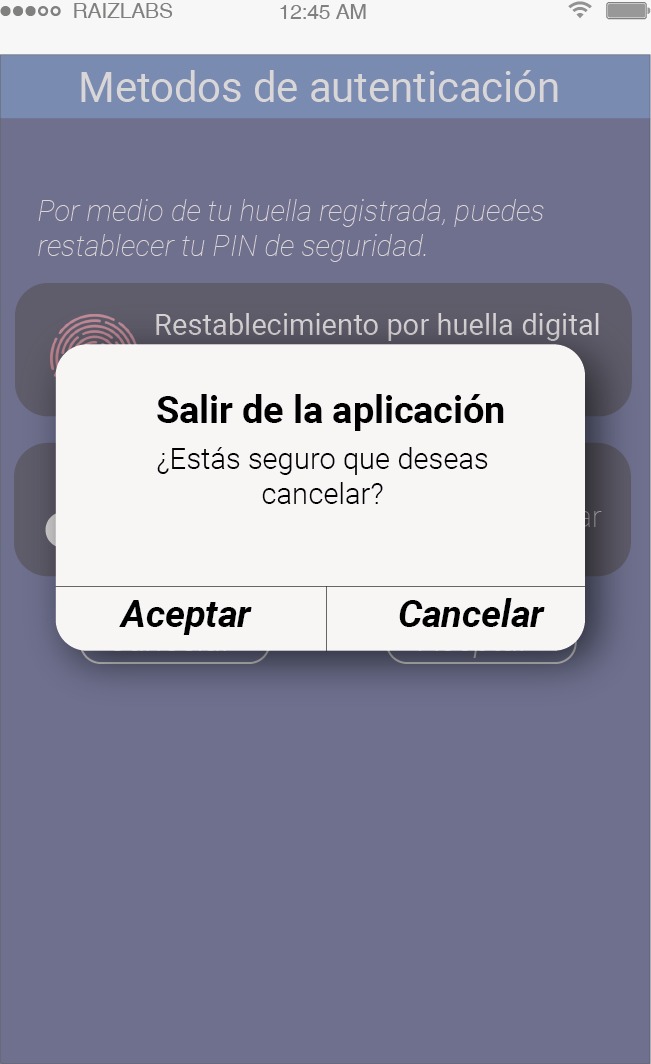 RAIZLABS 12:45 AM
Metodos de autenticación
Por medio de tu huella registrada, puedes
restablecer tu PIN de seguridad.
Restablecimiento por huella digital
Salir de la aplicación
¿Estás seguro que deseas
cancelar?
Aceptar Cancelar